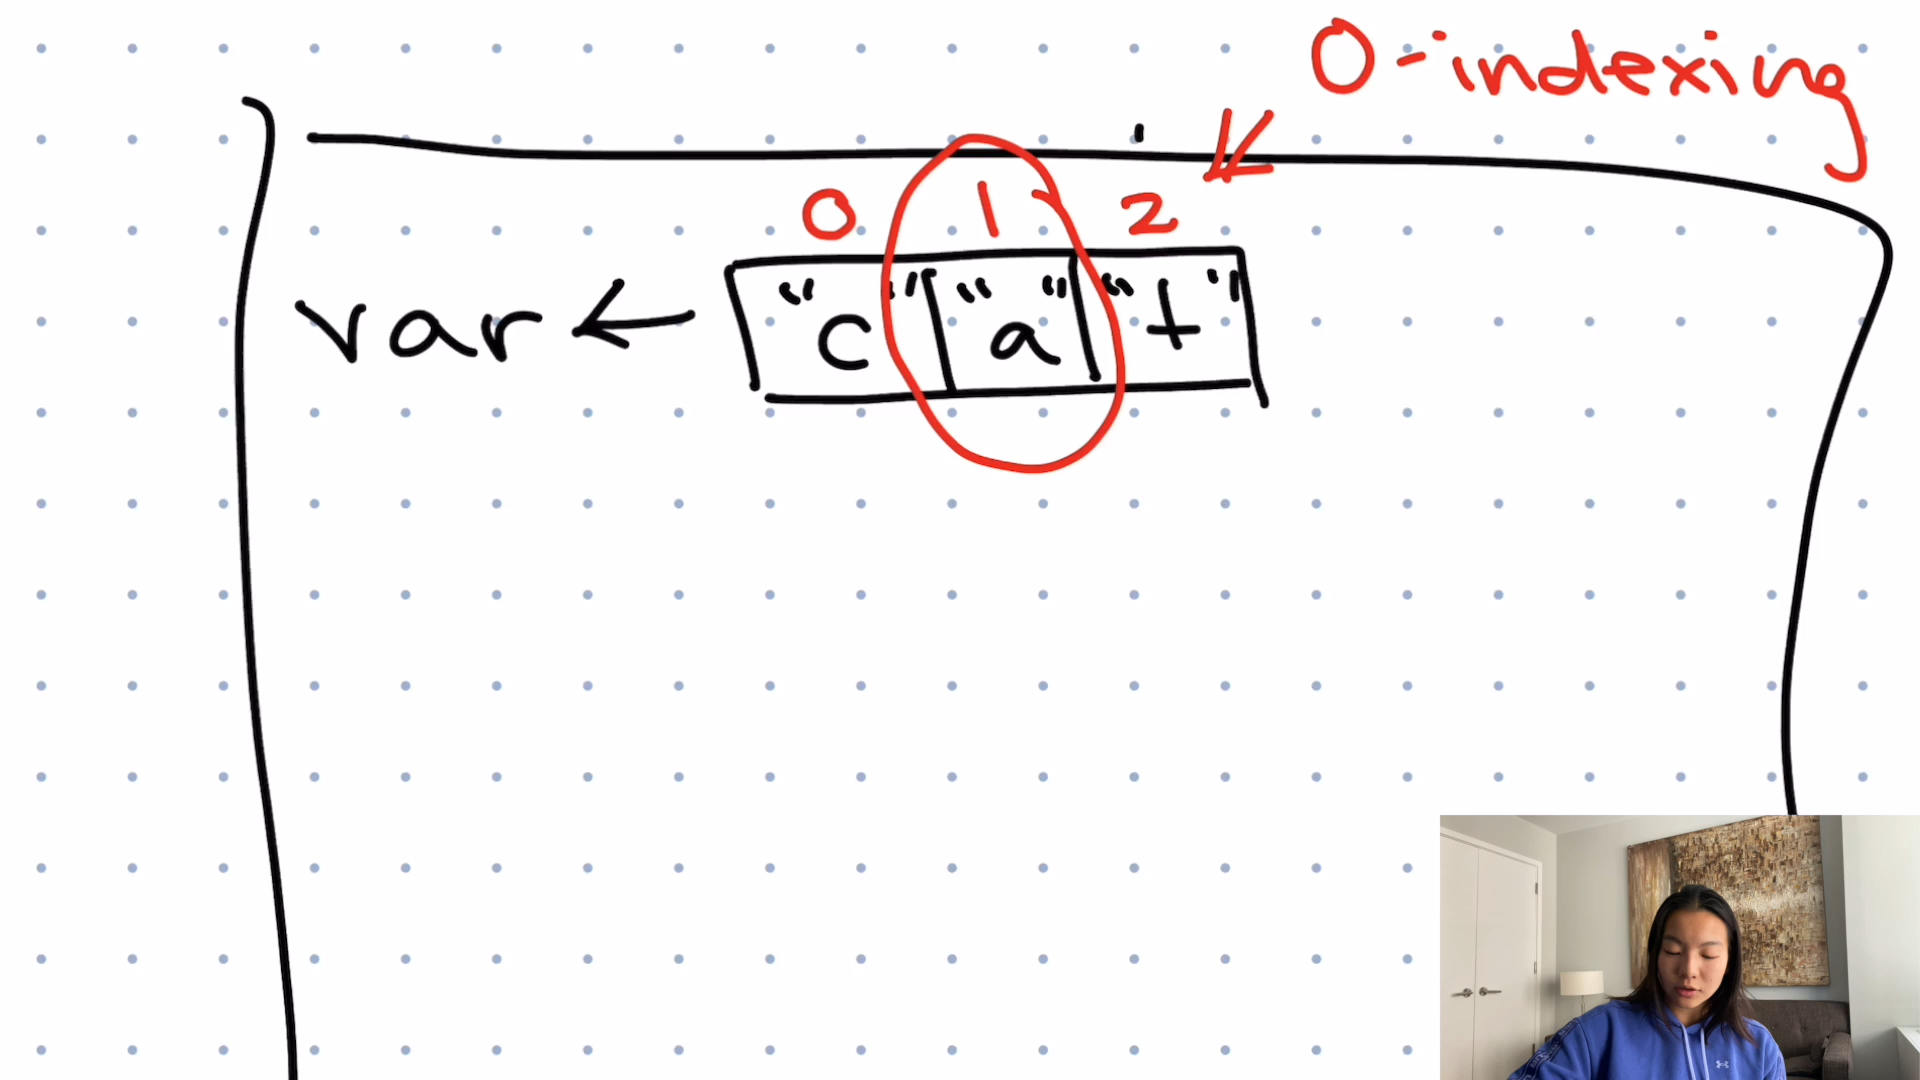 0-indexing
0 1 2
var ← "c" "a" "t"